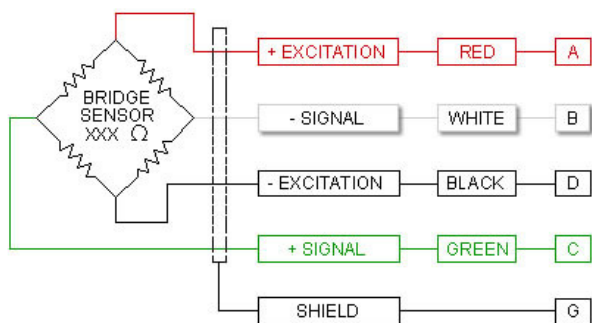 + EXCITATION RED A
BRIDGE
SENSOR
XXX Ω
- SIGNAL WHITE B
- EXCITATION BLACK D
+ SIGNAL GREEN C
SHIELD G